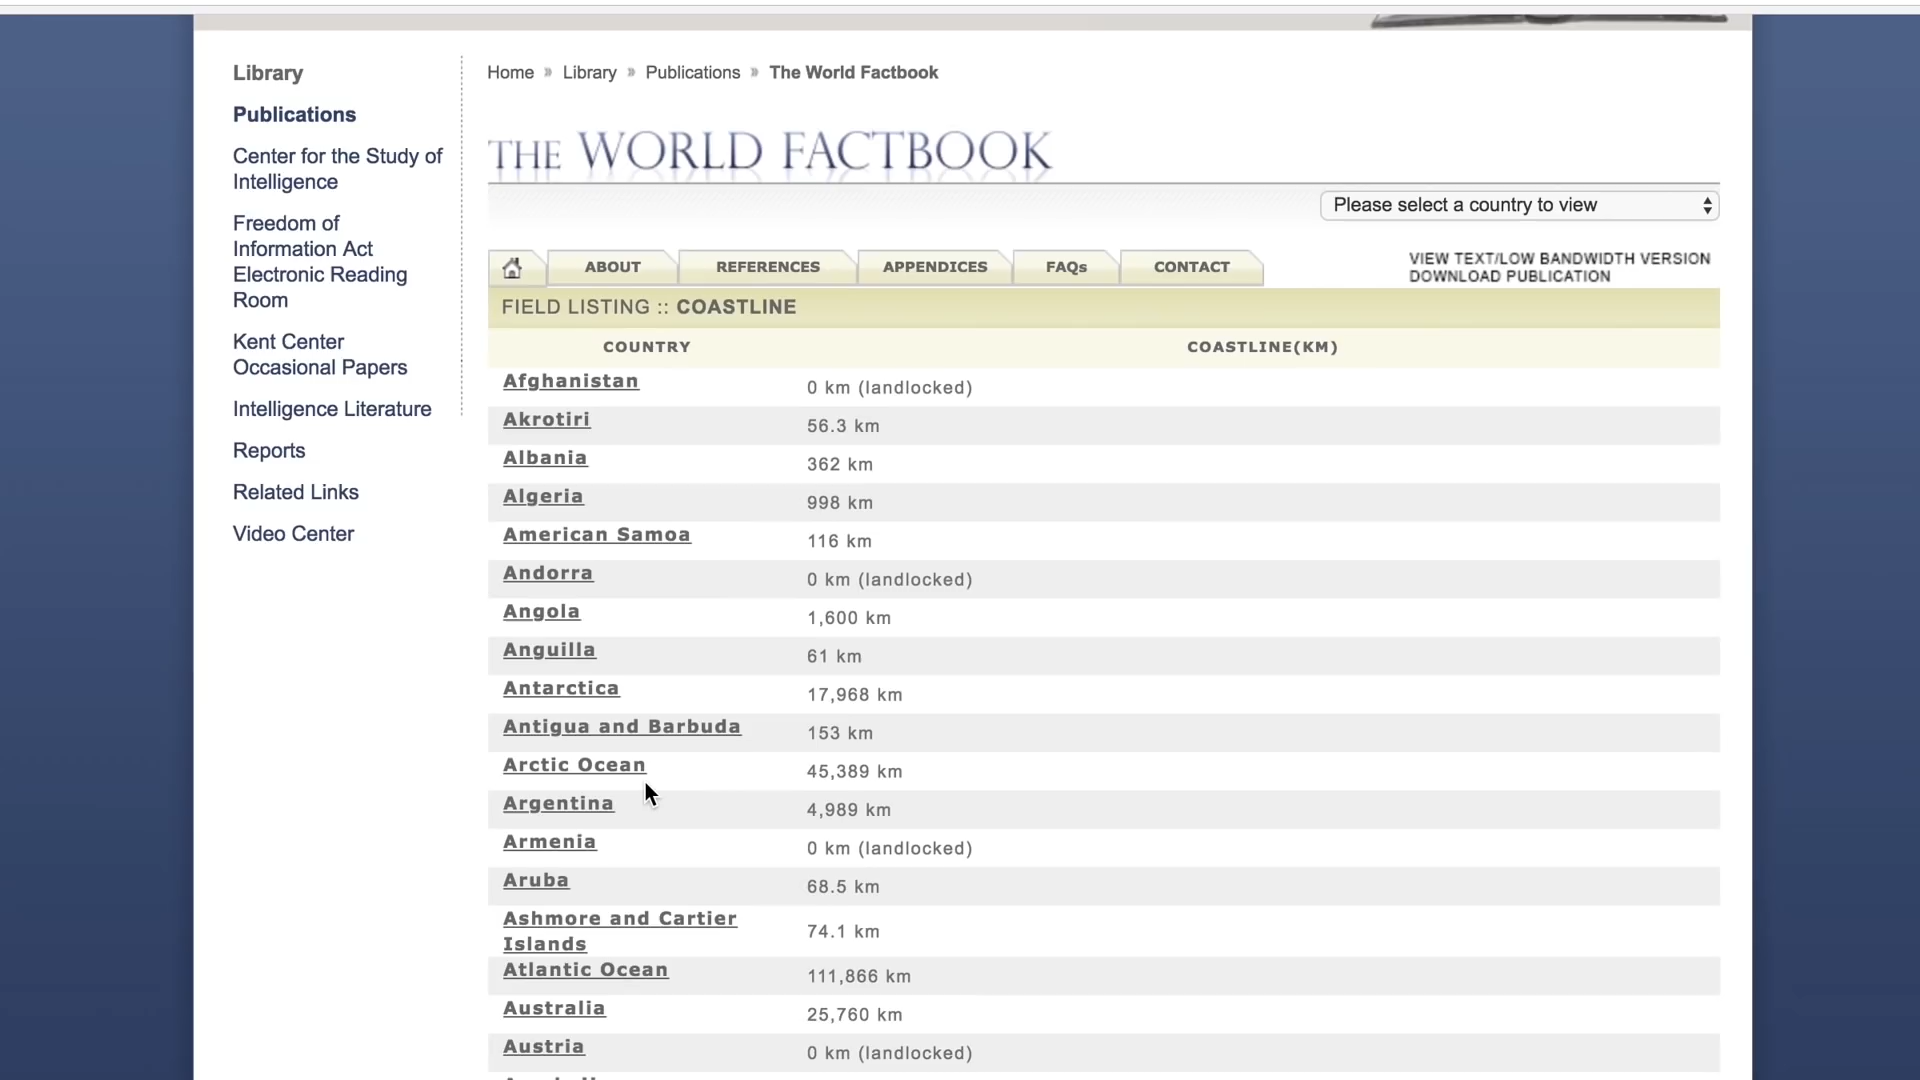 Library
Publications
Center for the Study of
Intelligence
Freedom of
Information Act
Electronic Reading
Room
Kent Center
Occasional Papers
Intelligence Literature
Reports
Related Links
Video Center
Home » Library » Publications » The World Factbook
THE WORLD FACTBOOK
Please select a country to view
ABOUT REFERENCES APPENDICES FAQs CONTACT
VIEW TEXT/LOW BANDWIDTH VERSION
DOWNLOAD PUBLICATION
FIELD LISTING :: COASTLINE
COUNTRY COASTLINE(KM)
Afghanistan 0 km (landlocked)
Akrotiri 56.3 km
Albania 362 km
Algeria 998 km
American Samoa 116 km
Andorra 0 km (landlocked)
Angola 1,600 km
Anguilla 61 km
Antarctica 17,968 km
Antigua and Barbuda 153 km
Arctic Ocean 45,389 km
Argentina 4,989 km
Armenia 0 km (landlocked)
Aruba 68.5 km
Ashmore and Cartier
Islands 74.1 km
Atlantic Ocean 111,866 km
Australia 25,760 km
Austria 0 km (landlocked)